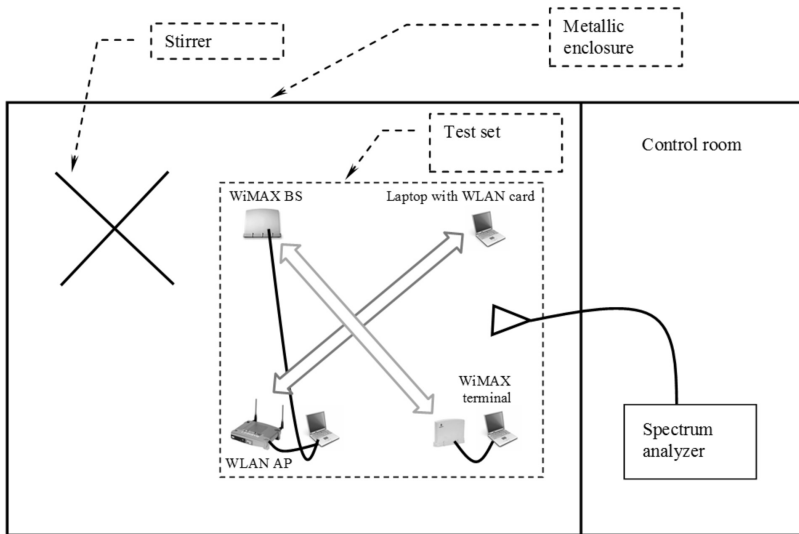 Stirrer
Metallic
enclosure
Test set
Control room
WiMAX BS
Laptop with WLAN card
WiMAX
terminal
WLAN AP
Spectrum
analyzer